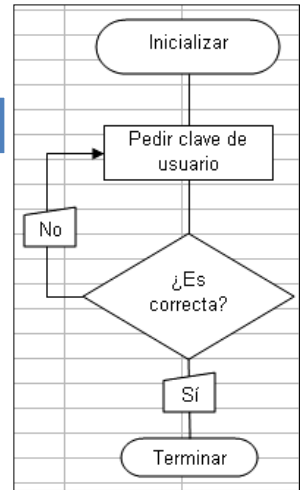 Inicializar
Pedir clave de
usuario
No
¿Es
correcta?
Sí
Terminar